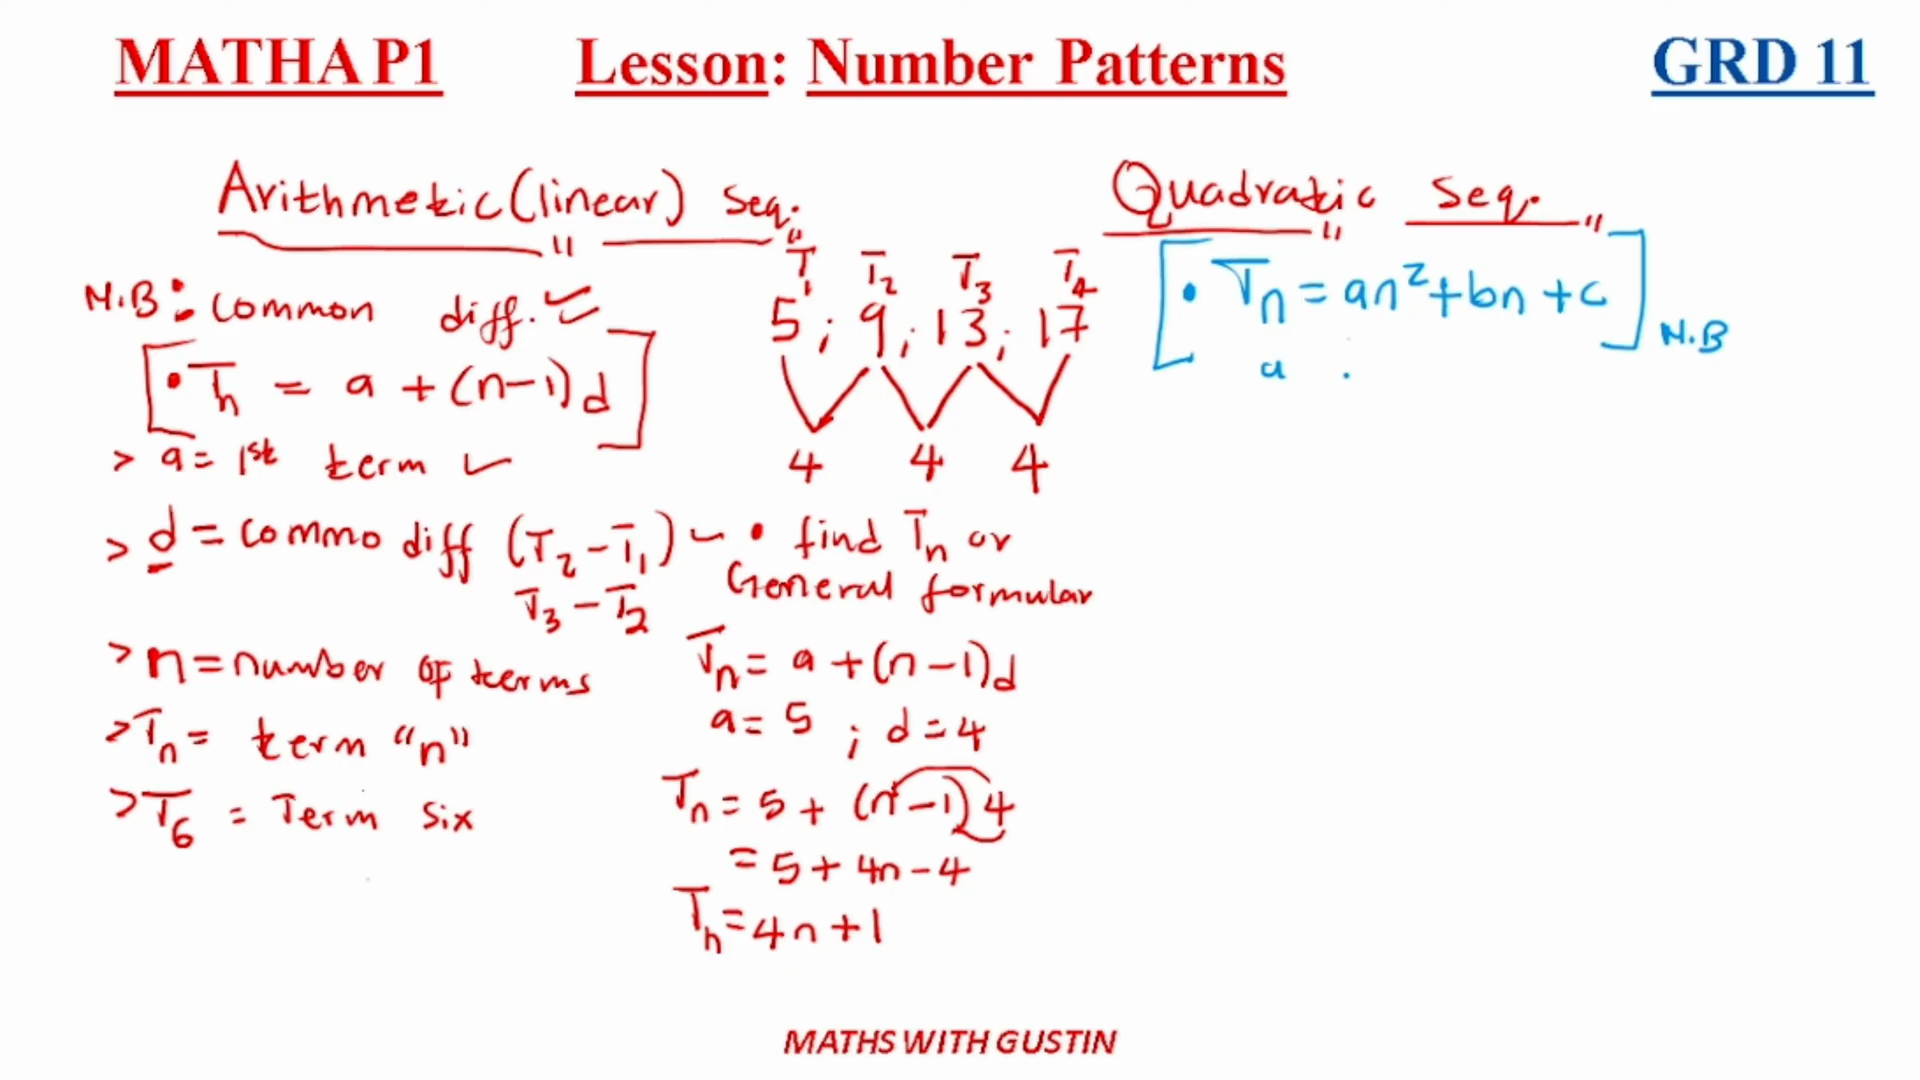 MATHA P1 Lesson: Number Patterns GRD 11
Arithmetic (linear) Seq.
N.B: common diff.
Tn = a + (n-1)d
> a = 1st term
> d = commo diff (T2 - T1)
T3 - T2
> n = number of terms
> Tn = term "n"
> T6 = Term six
T1 T2 T3 T4
5 ; 9 ; 13 ; 17
4 4 4
• find Tn or
General formular
Tn = a + (n-1)d
a = 5 ; d = 4
Tn = 5 + (n-1)4
= 5 + 4n - 4
Tn = 4n + 1
Quadratic Seq.
• Tn = an² + bn + c
N.B
a
MATHS WITH GUSTIN